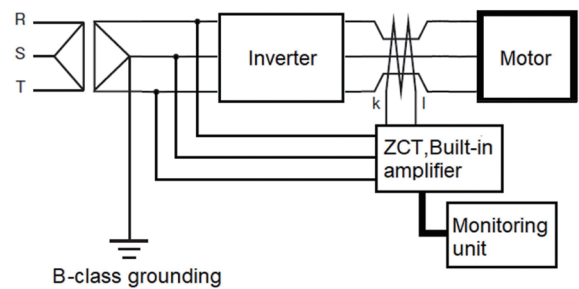 R
S
T
Inverter
Motor
k
l
ZCT,Built-in
amplifier
Monitoring
unit
B-class grounding